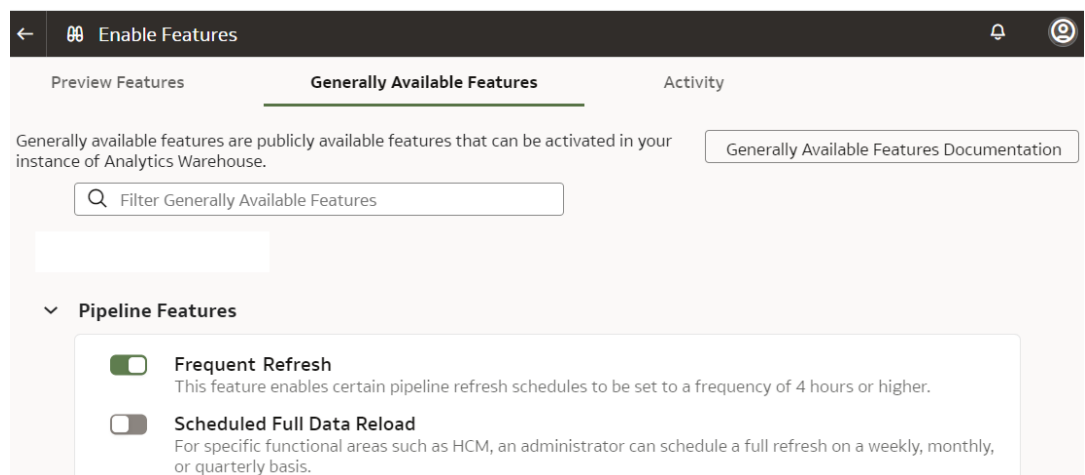 Enable Features
Preview Features
Generally Available Features
Activity
Generally available features are publicly available features that can be activated in your
instance of Analytics Warehouse.
Generally Available Features Documentation
Filter Generally Available Features
Pipeline Features
Frequent Refresh
This feature enables certain pipeline refresh schedules to be set to a frequency of 4 hours or higher.
Scheduled Full Data Reload
For specific functional areas such as HCM, an administrator can schedule a full refresh on a weekly, monthly,
or quarterly basis.